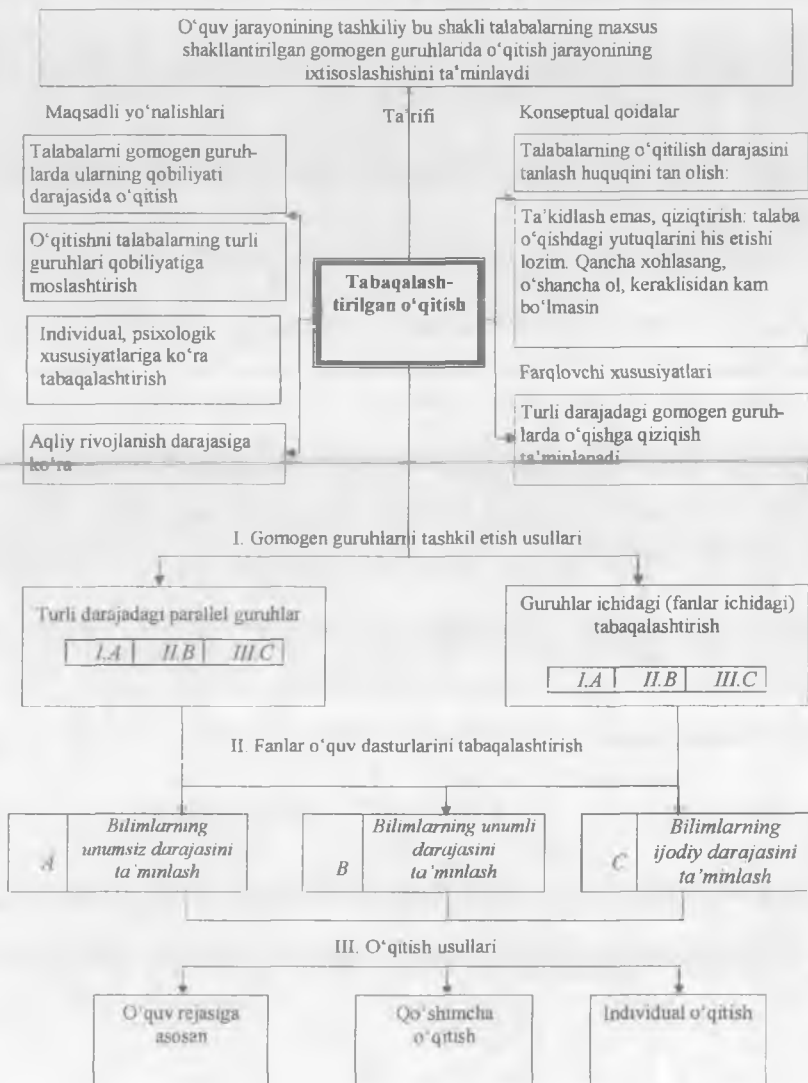 O‘quv jarayonining tashkiliy bu shakli talabalarning maxsus
shakllantirilgan gomogen guruhlarida o‘qitish jarayonining
ixtisoslashishini ta‘minlaydi
Maqsadli yo‘nalishlari
Ta‘rifi
Konseptual qoidalar
Talabalarni gomogen guruh-
larda ularning qobiliyati
darajasida o‘qitish
O‘qitishni talabalarning turli
guruhlari qobiliyatiga
moslashtirish
Individual, psixologik
xususiyatlariga ko‘ra
tabaqalashtirish
Aqliy rivojlanish darajasiga
ko‘ra
Tabaqalash-
tirilgan o‘qitish
Talabalarning o‘qitilish darajasini
tanlash huquqini tan olish:
Ta‘kidlash emas, qiziqtirish: talaba
o‘qishdagi yutuqlarini his etishi
lozim. Qancha xohlasang,
o‘shancha ol, keraklisidan kam
bo‘lmasin
Farqlovchi xususiyatlari
Turli darajadagi gomogen guruh-
larda o‘qishga qiziqish
ta‘minlanadi
I. Gomogen guruhlarni tashkil etish usullari
Turli darajadagi parallel guruhlar
I.A II.B III.C
Guruhlar ichidagi (fanlar ichidagi)
tabaqalashtirish
I.A II.B III.C
II. Fanlar o‘quv dasturlarini tabaqalashtirish
A
Bilimlarning
unumsiz darajasini
ta’minlash
B
Bilimlarning unumli
darajasini
ta’minlash
C
Bilimlarning
ijodiy darajasini
ta’minlash
III. O‘qitish usullari
O‘quv rejasiga
asosan
Qo‘shimcha
o‘qitish
Individual o‘qitish